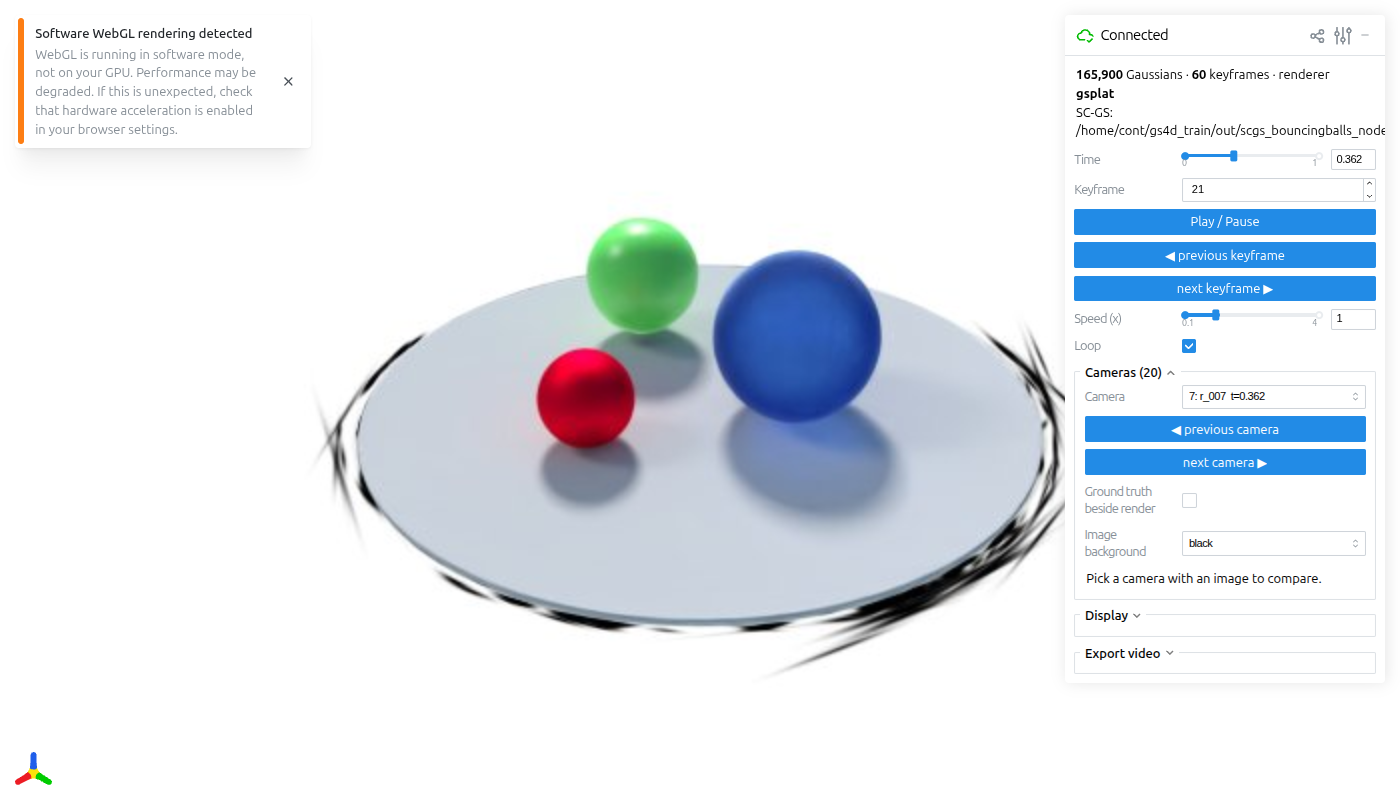 Software WebGL rendering detected
WebGL is running in software mode,
not on your GPU. Performance may be
degraded. If this is unexpected, check
that hardware acceleration is enabled
in your browser settings.
Connected
165,900 Gaussians · 60 keyframes · renderer
gsplat
SC-GS:
/home/cont/gs4d_train/out/scgs_bouncingballs_node
Time
0
1
0.362
Keyframe
21
Play / Pause
◀ previous keyframe
next keyframe ▶
Speed (x)
0.1
4
1
Loop
Cameras (20)
Camera
7: r_007 t=0.362
◀ previous camera
next camera ▶
Ground truth
beside render
Image
background
black
Pick a camera with an image to compare.
Display
Export video